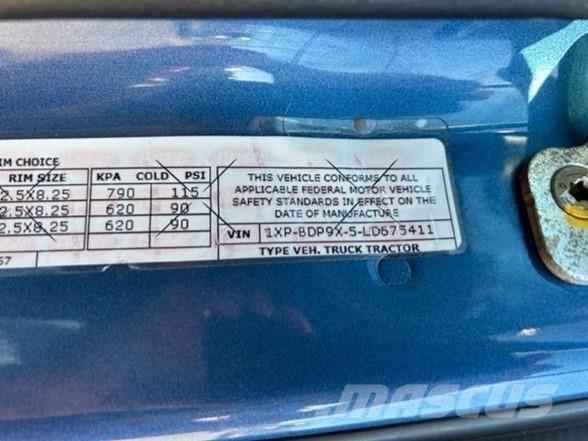 IM CHOICE
RIM SIZE KPA COLD PSI
2.5X8.25 790 115
2.5X8.25 620 90
2.5X8.25 620 90
THIS VEHICLE CONFORMS TO ALL
APPLICABLE FEDERAL MOTOR VEHICLE
SAFETY STANDARDS IN EFFECT ON THE
DATE OF MANUFACTURE
VIN 1XP-BDP9X-5-LD673411
TYPE VEH. TRUCK TRACTOR
57
MASCUS